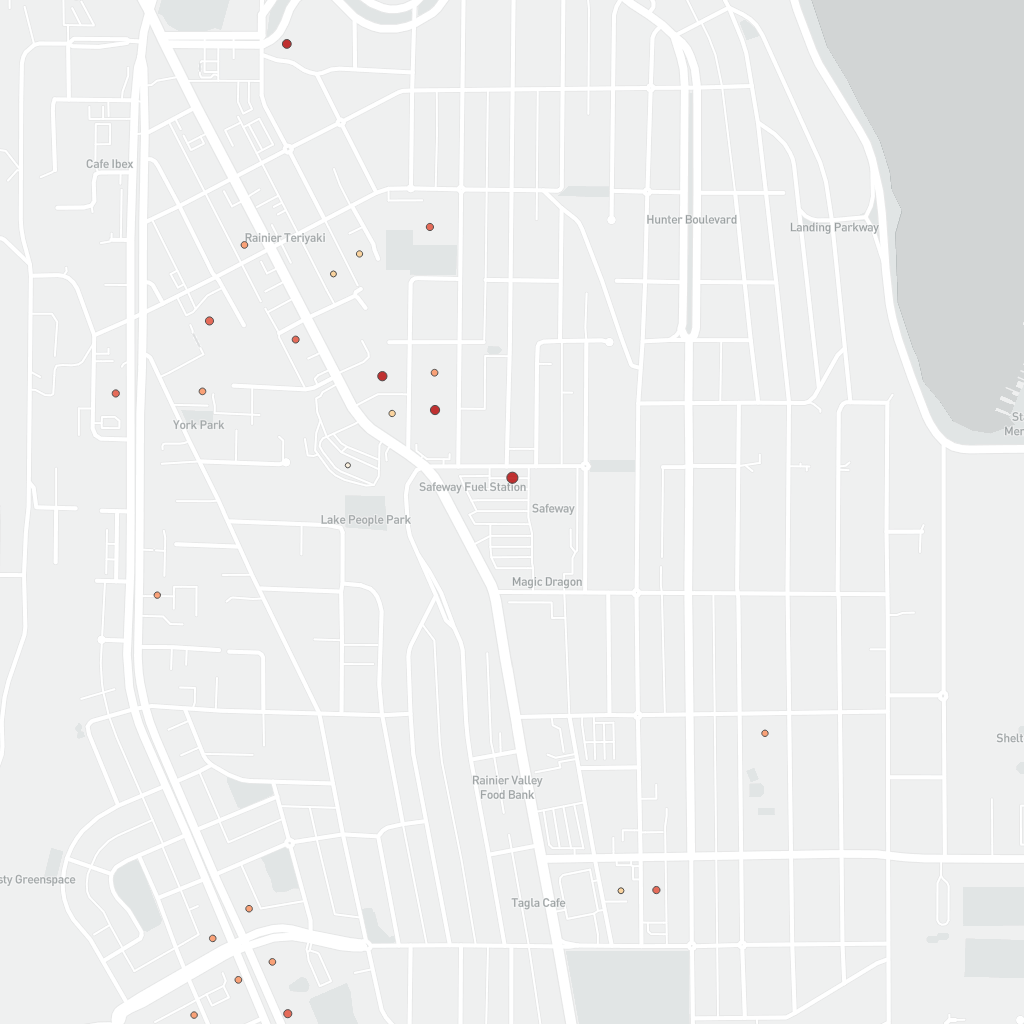 Cafe Ibex
Hunter Boulevard
Landing Parkway
Rainier Teriyaki
York Park
Safeway Fuel Station
Safeway
Lake People Park
Magic Dragon
Rainier Valley
Food Bank
Greenspace
Tagla Cafe